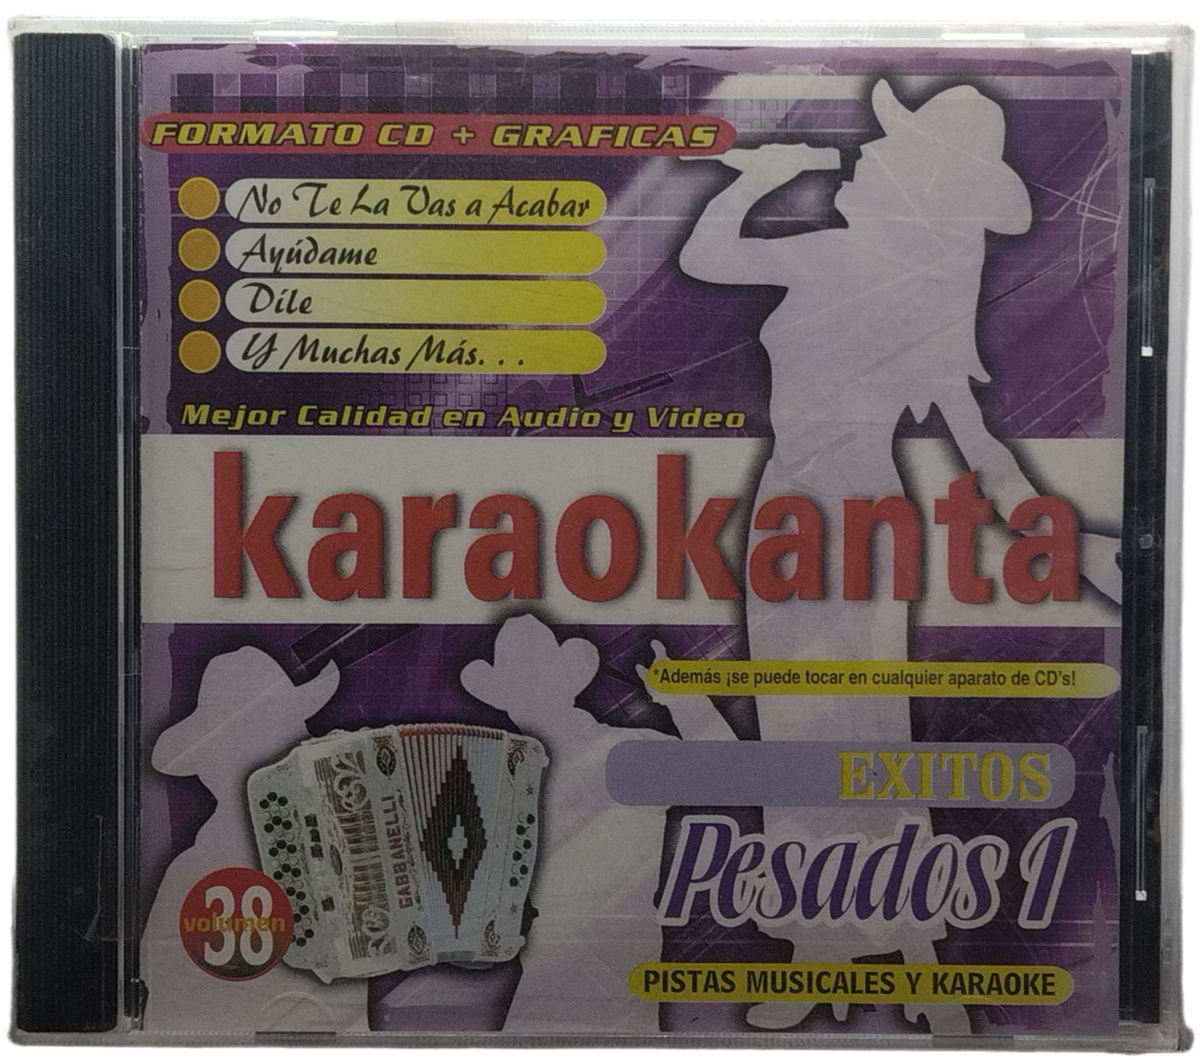 FORMATO CD + GRAFICAS
No Te La Vas a Acabar
Ayúdame
Dile
Y Muchas Más. . .
Mejor Calidad en Audio y Video
karaokanta
*Además ¡se puede tocar en cualquier aparato de CD's!
EXITOS
Pesados 1
GABBANELLI
38
volumen
PISTAS MUSICALES Y KARAOKE